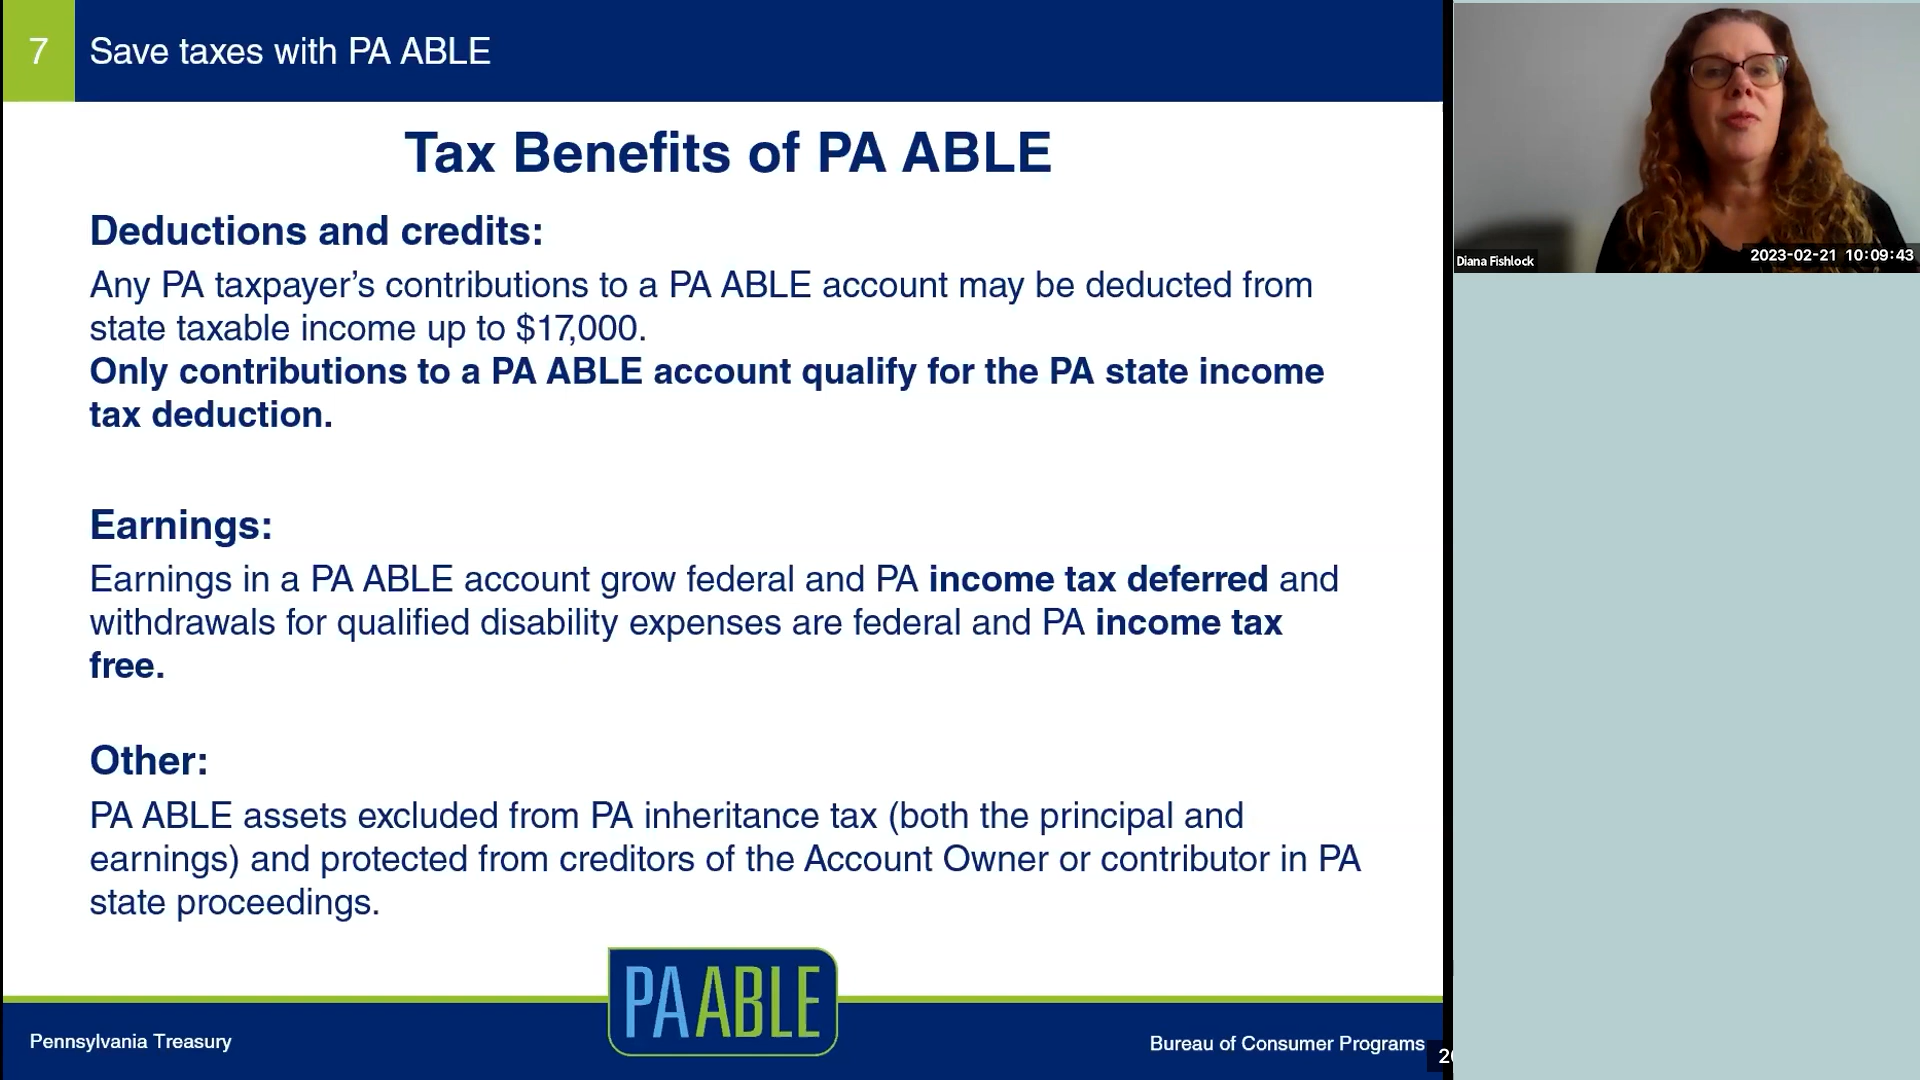 7
Save taxes with PA ABLE
Tax Benefits of PA ABLE
Deductions and credits:
Any PA taxpayer’s contributions to a PA ABLE account may be deducted from
state taxable income up to $17,000.
Only contributions to a PA ABLE account qualify for the PA state income
tax deduction.
Earnings:
Earnings in a PA ABLE account grow federal and PA income tax deferred and
withdrawals for qualified disability expenses are federal and PA income tax
free.
Other:
PA ABLE assets excluded from PA inheritance tax (both the principal and
earnings) and protected from creditors of the Account Owner or contributor in PA
state proceedings.
PA ABLE
Pennsylvania Treasury
Bureau of Consumer Programs
Diana Fishlock
2023-02-21 10:09:43